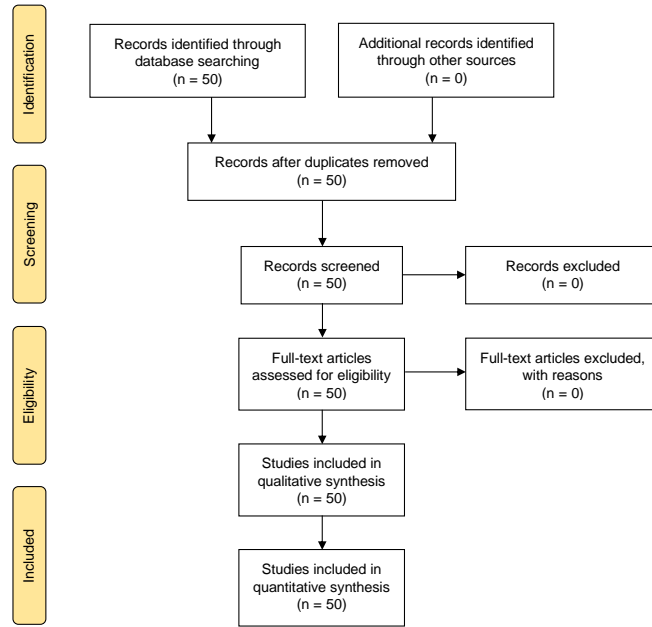 Identification
Records identified through
database searching
(n = 50)
Additional records identified
through other sources
(n = 0)
Records after duplicates removed
(n = 50)
Screening
Records screened
(n = 50)
Records excluded
(n = 0)
Eligibility
Full-text articles
assessed for eligibility
(n = 50)
Full-text articles excluded,
with reasons
(n = 0)
Studies included in
qualitative synthesis
(n = 50)
Included
Studies included in
quantitative synthesis
(n = 50)